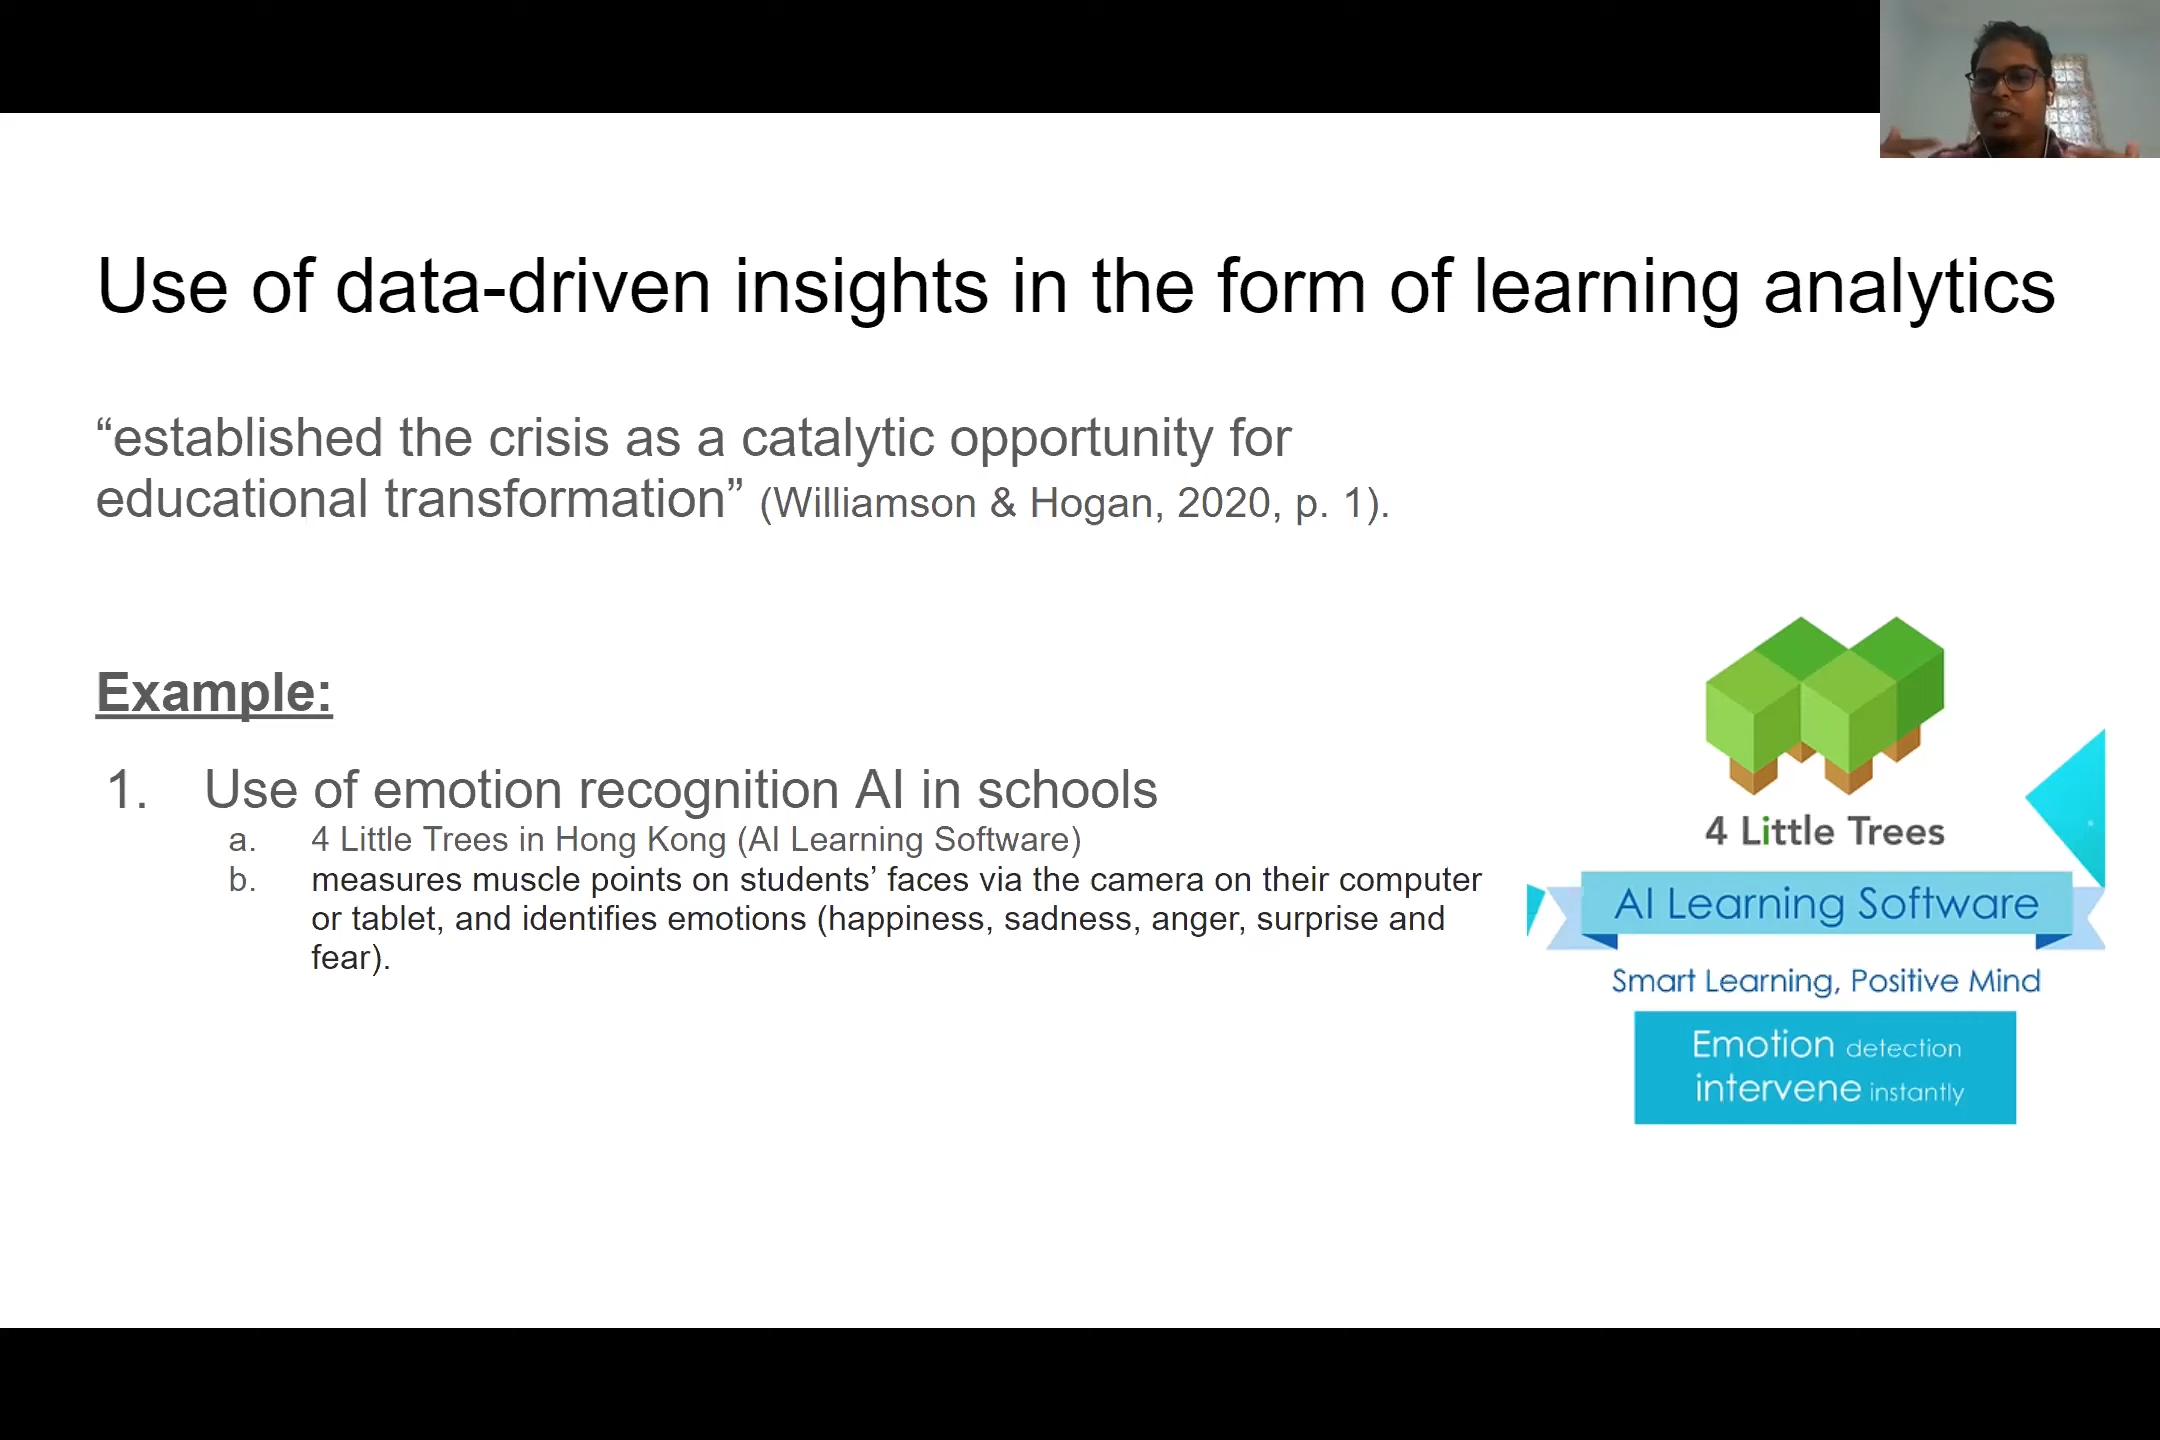 Use of data-driven insights in the form of learning analytics
“established the crisis as a catalytic opportunity for
educational transformation” (Williamson & Hogan, 2020, p. 1).
Example:
1. Use of emotion recognition AI in schools
a. 4 Little Trees in Hong Kong (AI Learning Software)
b. measures muscle points on students’ faces via the camera on their computer
or tablet, and identifies emotions (happiness, sadness, anger, surprise and
fear).
4 Little Trees
AI Learning Software
Smart Learning, Positive Mind
Emotion detection
intervene instantly